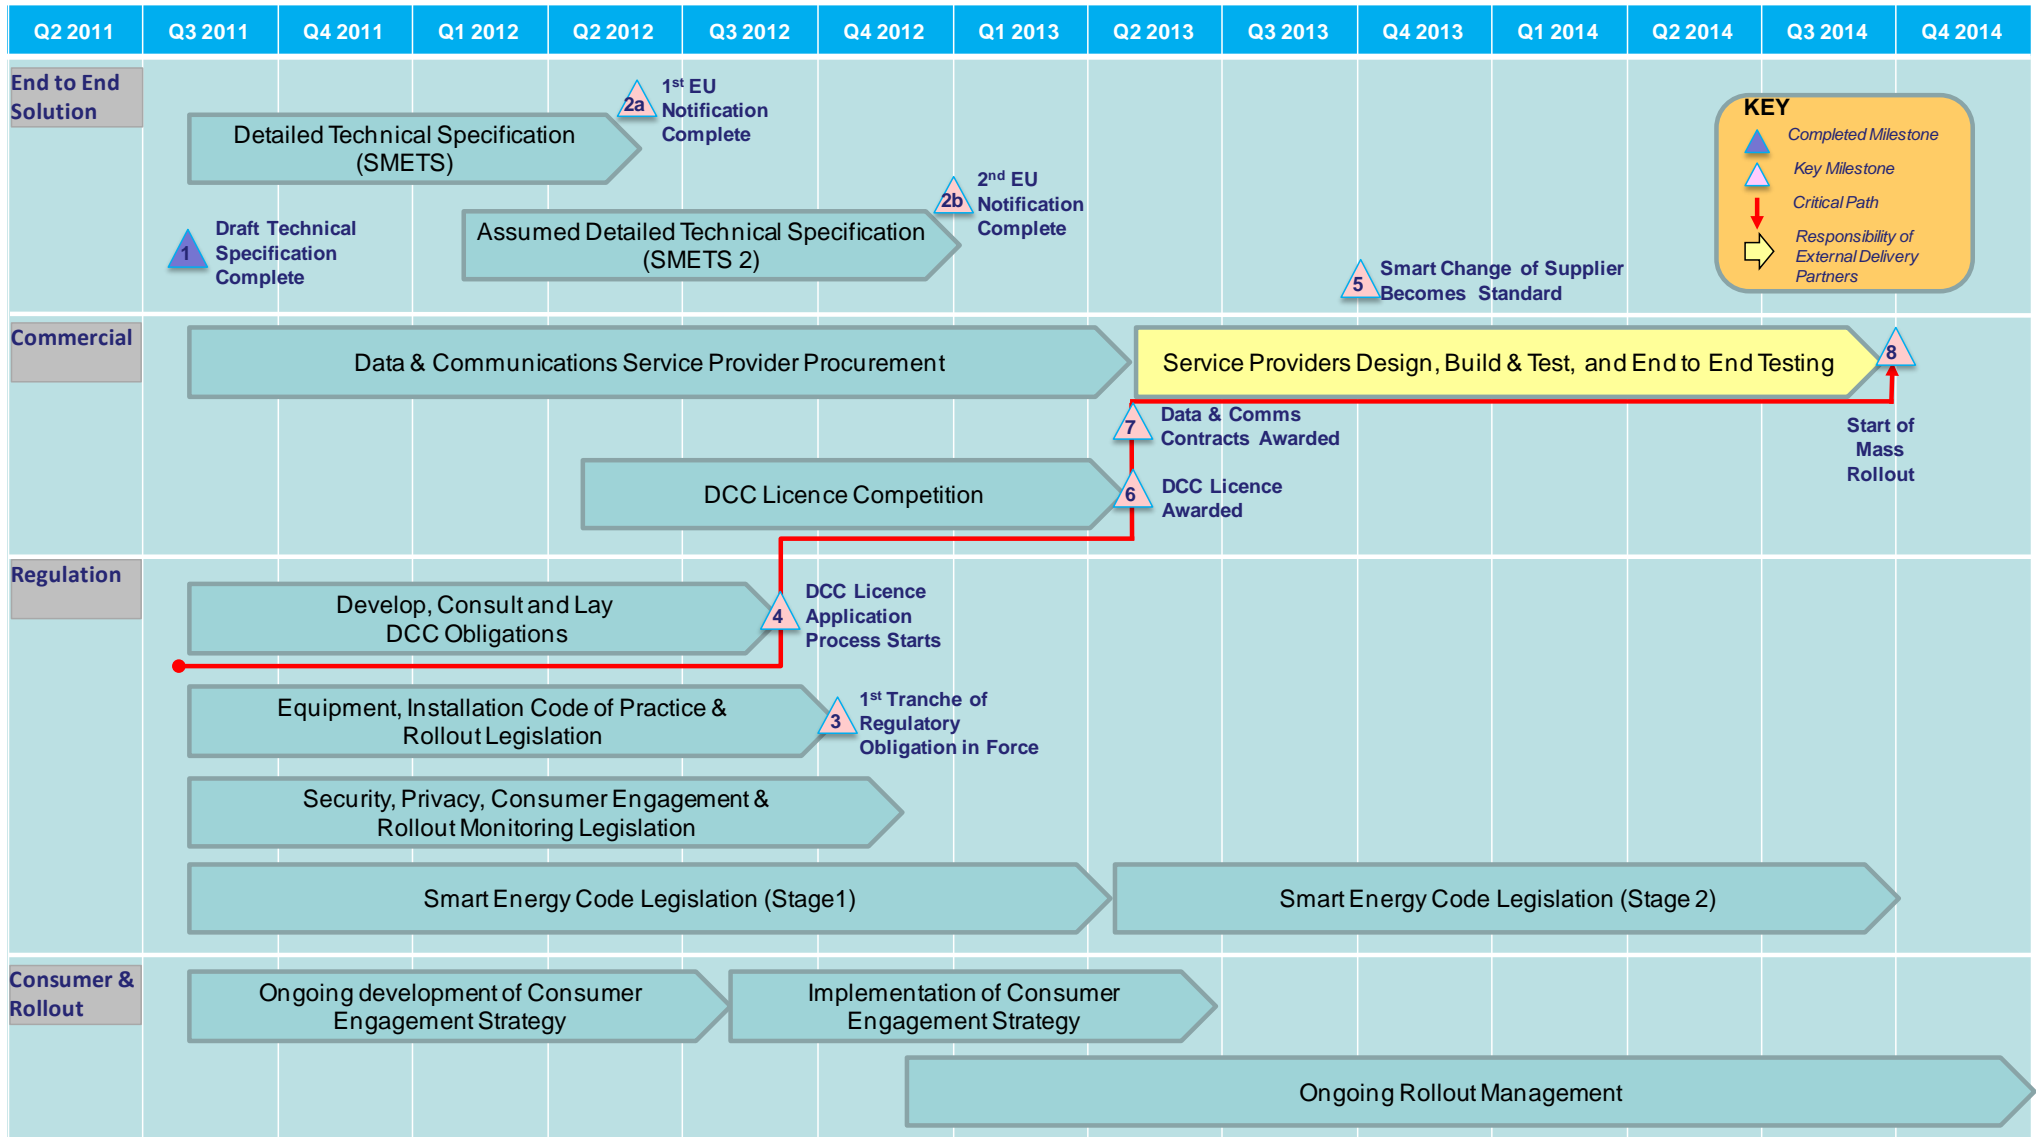 Q2 2011
Q3 2011
Q4 2011
Q1 2012
Q2 2012
Q3 2012
Q4 2012
Q1 2013
Q2 2013
Q3 2013
Q4 2013
Q1 2014
Q2 2014
Q3 2014
Q4 2014
End to End
Solution
Detailed Technical Specification
(SMETS)
2a
1st EU
Notification
Complete
1
Draft Technical
Specification
Complete
Assumed Detailed Technical Specification
(SMETS 2)
2b
2nd EU
Notification
Complete
5
Smart Change of Supplier
Becomes Standard
KEY
Completed Milestone
Key Milestone
Critical Path
Responsibility of
External Delivery
Partners
Commercial
Data & Communications Service Provider Procurement
Service Providers Design, Build & Test, and End to End Testing
8
Start of
Mass
Rollout
7
Data & Comms
Contracts Awarded
DCC Licence Competition
6
DCC Licence
Awarded
Regulation
Develop, Consult and Lay
DCC Obligations
4
DCC Licence
Application
Process Starts
Equipment, Installation Code of Practice &
Rollout Legislation
3
1st Tranche of
Regulatory
Obligation in Force
Security, Privacy, Consumer Engagement &
Rollout Monitoring Legislation
Smart Energy Code Legislation (Stage1)
Smart Energy Code Legislation (Stage 2)
Consumer &
Rollout
Ongoing development of Consumer
Engagement Strategy
Implementation of Consumer
Engagement Strategy
Ongoing Rollout Management